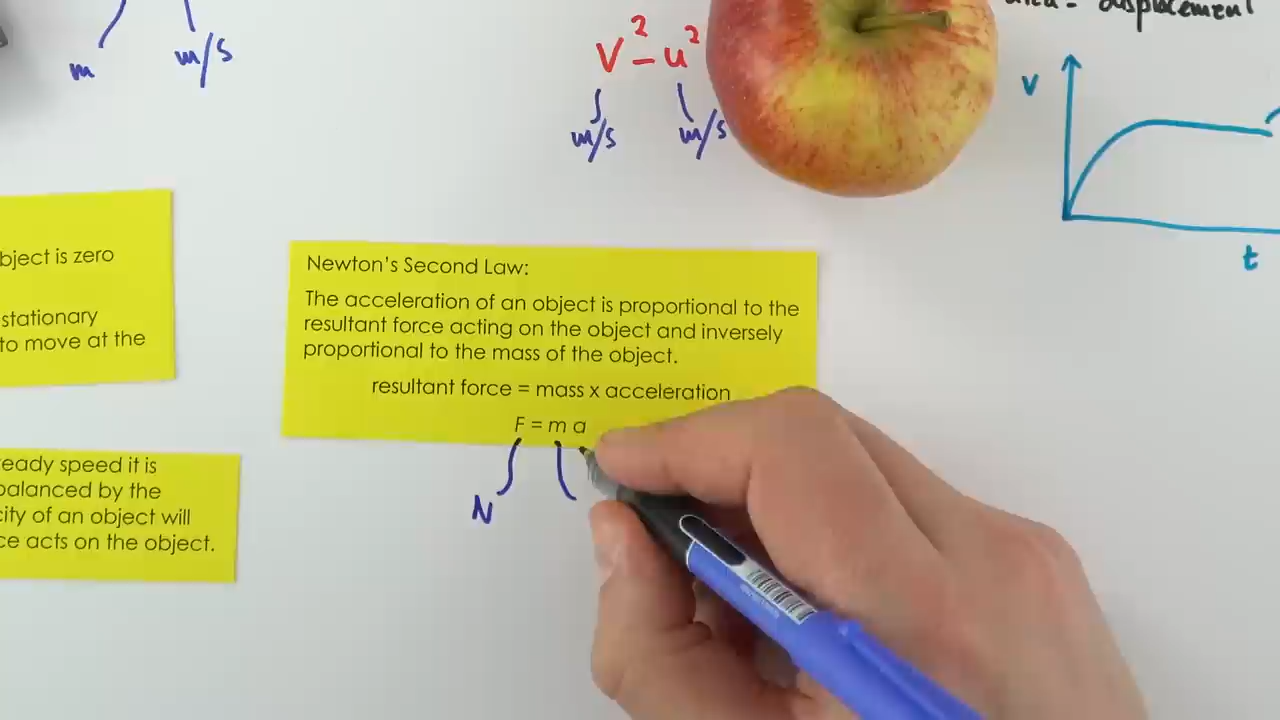 m
m/s
v² – u²
m/s
m/s
displacement
v
t
bject is zero
stationary
to move at the
Newton's Second Law:
The acceleration of an object is proportional to the
resultant force acting on the object and inversely
proportional to the mass of the object.
resultant force = mass x acceleration
F = m a
N
eady speed it is
balanced by the
city of an object will
ce acts on the object.